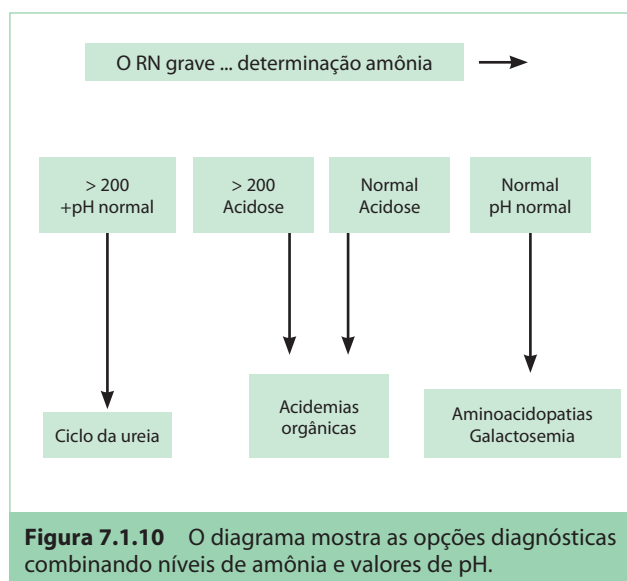 O RN grave ... determinação amônia
> 200
+pH normal
> 200
Acidose
Normal
Acidose
Normal
pH normal
Ciclo da ureia
Acidemias
orgânicas
Aminoacidopatias
Galactosemia
Figura 7.1.10 O diagrama mostra as opções diagnósticas
combinando níveis de amônia e valores de pH.